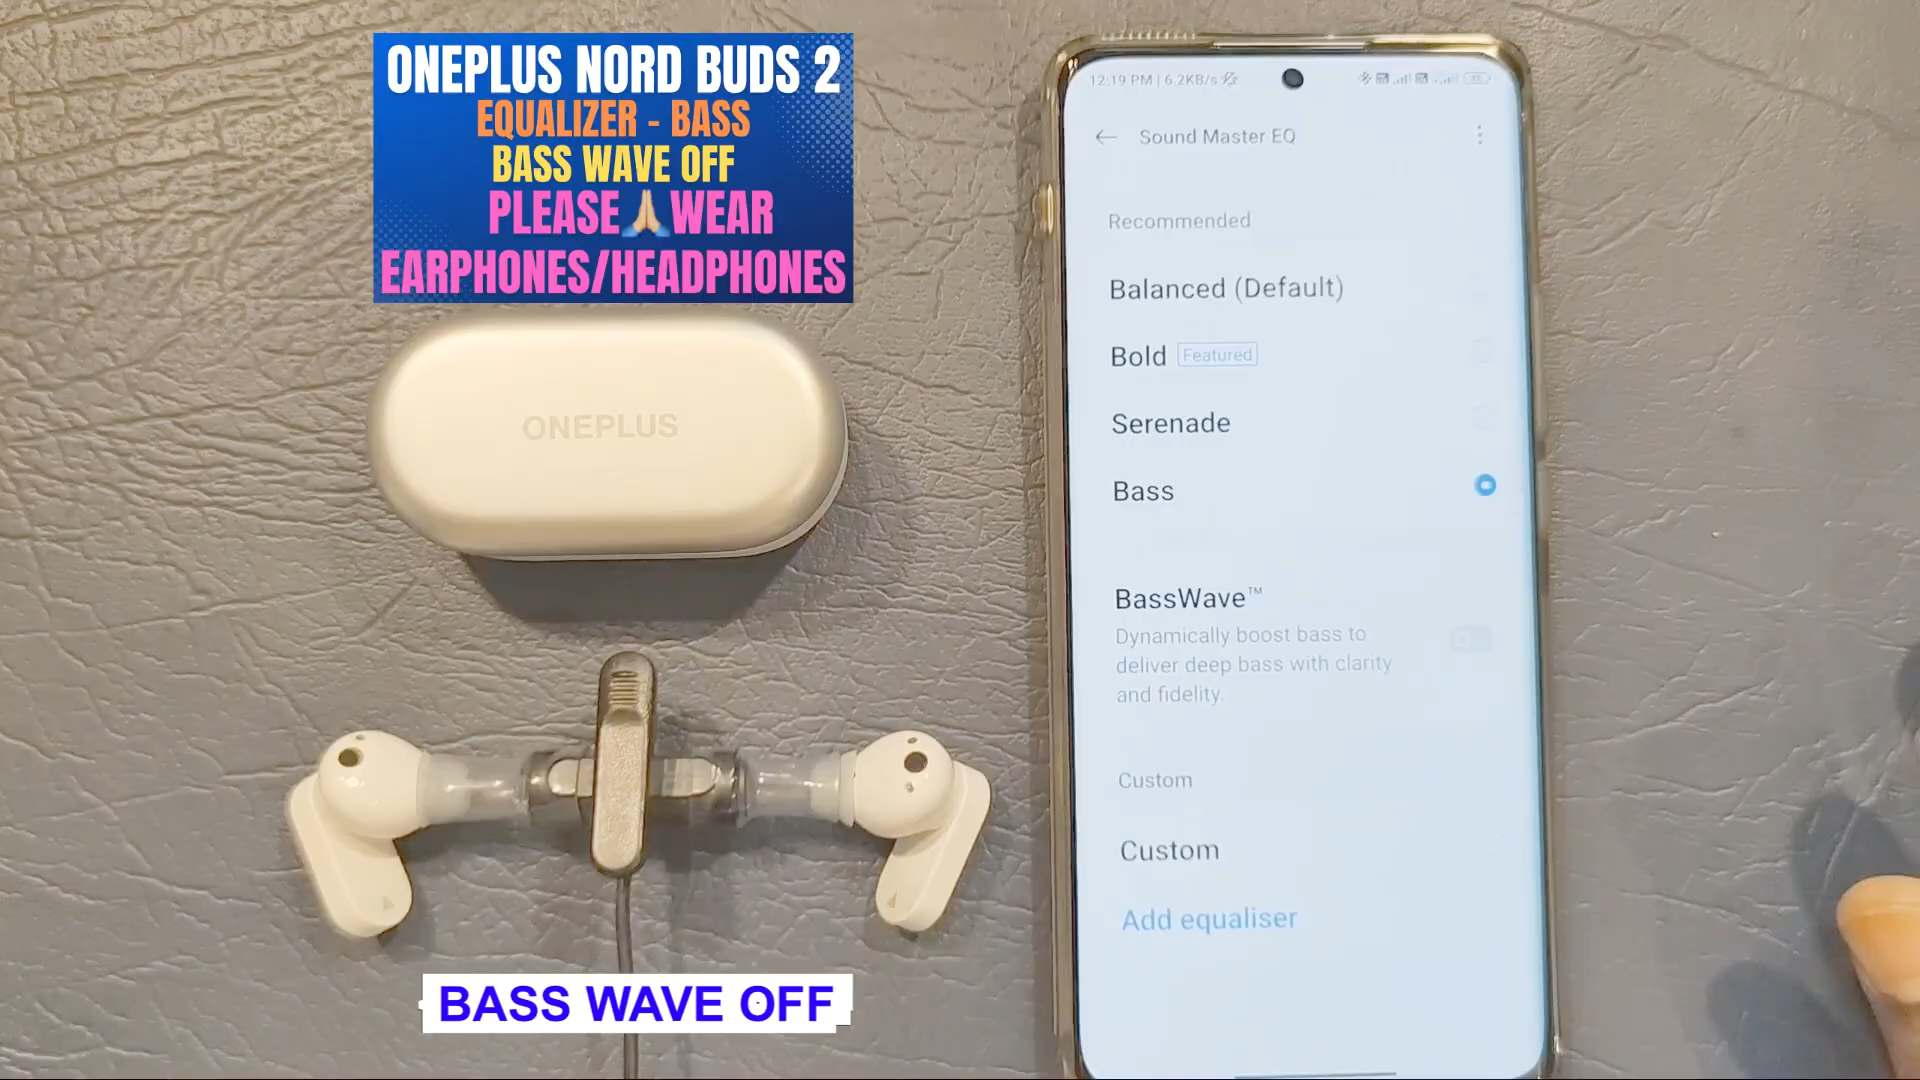 ONEPLUS NORD BUDS 2
EQUALIZER - BASS
BASS WAVE OFF
PLEASE🙏WEAR
EARPHONES/HEADPHONES
ONEPLUS
BASS WAVE OFF
12:19 PM | 6.2KB/s
Sound Master EQ
Recommended
Balanced (Default)
Bold Featured
Serenade
Bass
BassWave™
Dynamically boost bass to
deliver deep bass with clarity
and fidelity.
Custom
Custom
Add equaliser